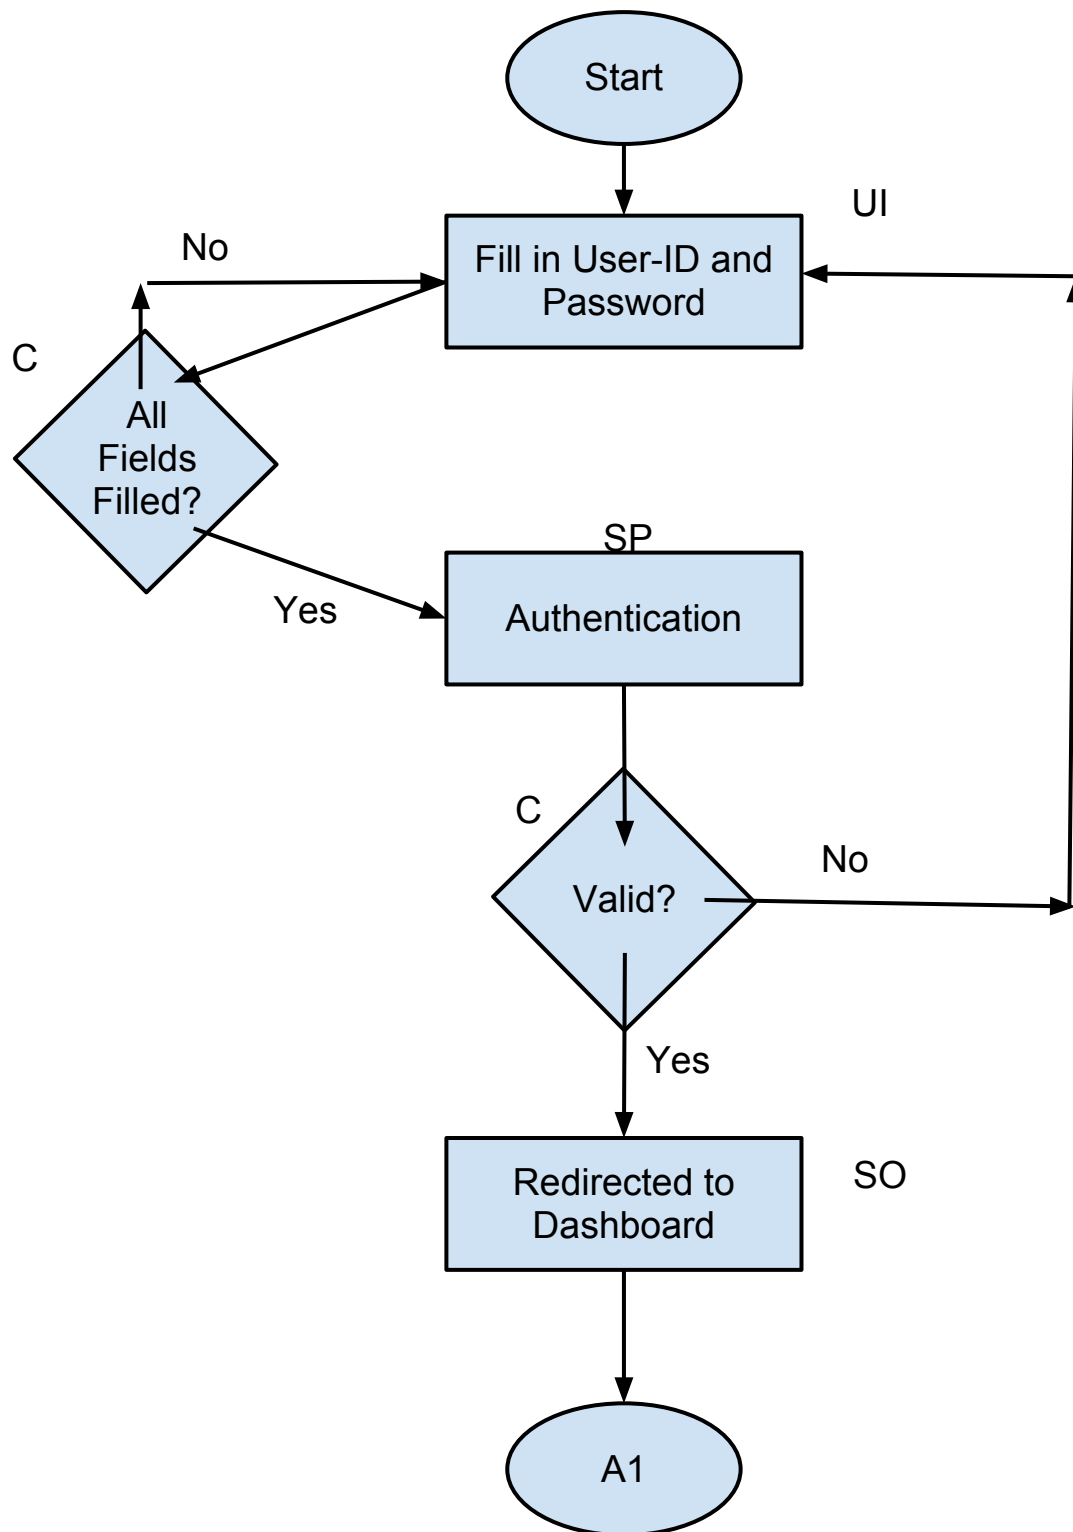 Start
UI
No
Fill in User-ID and
Password
C
All
Fields
Filled?
SP
Yes
Authentication
C
No
Valid?
Yes
Redirected to
Dashboard
SO
A1